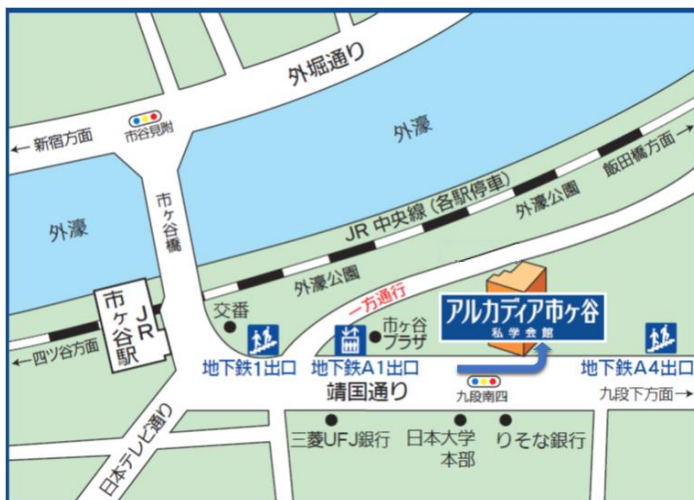 外堀通り
← 新宿方面
市谷見附
外濠
飯田橋方面 →
外濠
市ヶ谷橋
JR 中央線 (各駅停車)
外濠公園
外濠公園
JR
市ヶ谷駅
交番
一方通行
市ヶ谷
プラザ
アルカディア市ヶ谷
私学会館
←四ツ谷方面
地下鉄1出口
地下鉄A1出口
地下鉄A4出口
靖国通り
九段南四
九段下方面→
日本テレビ通り
三菱UFJ銀行
日本大学
本部
りそな銀行